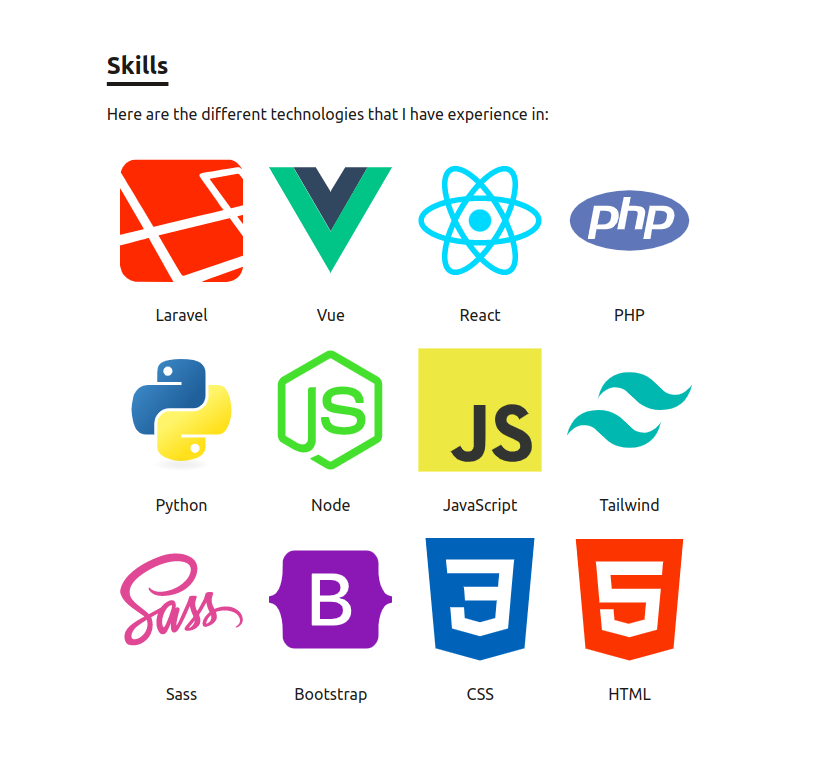 Skills
Here are the different technologies that I have experience in:
php
Laravel Vue React PHP
JS JS
Python Node JavaScript Tailwind
Sass B 3 5
Sass Bootstrap CSS HTML